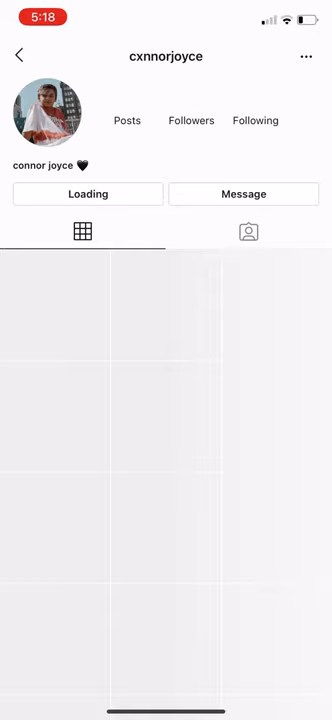 5:18
cxnnorjoyce
Posts Followers Following
connor joyce 🖤
Loading Message